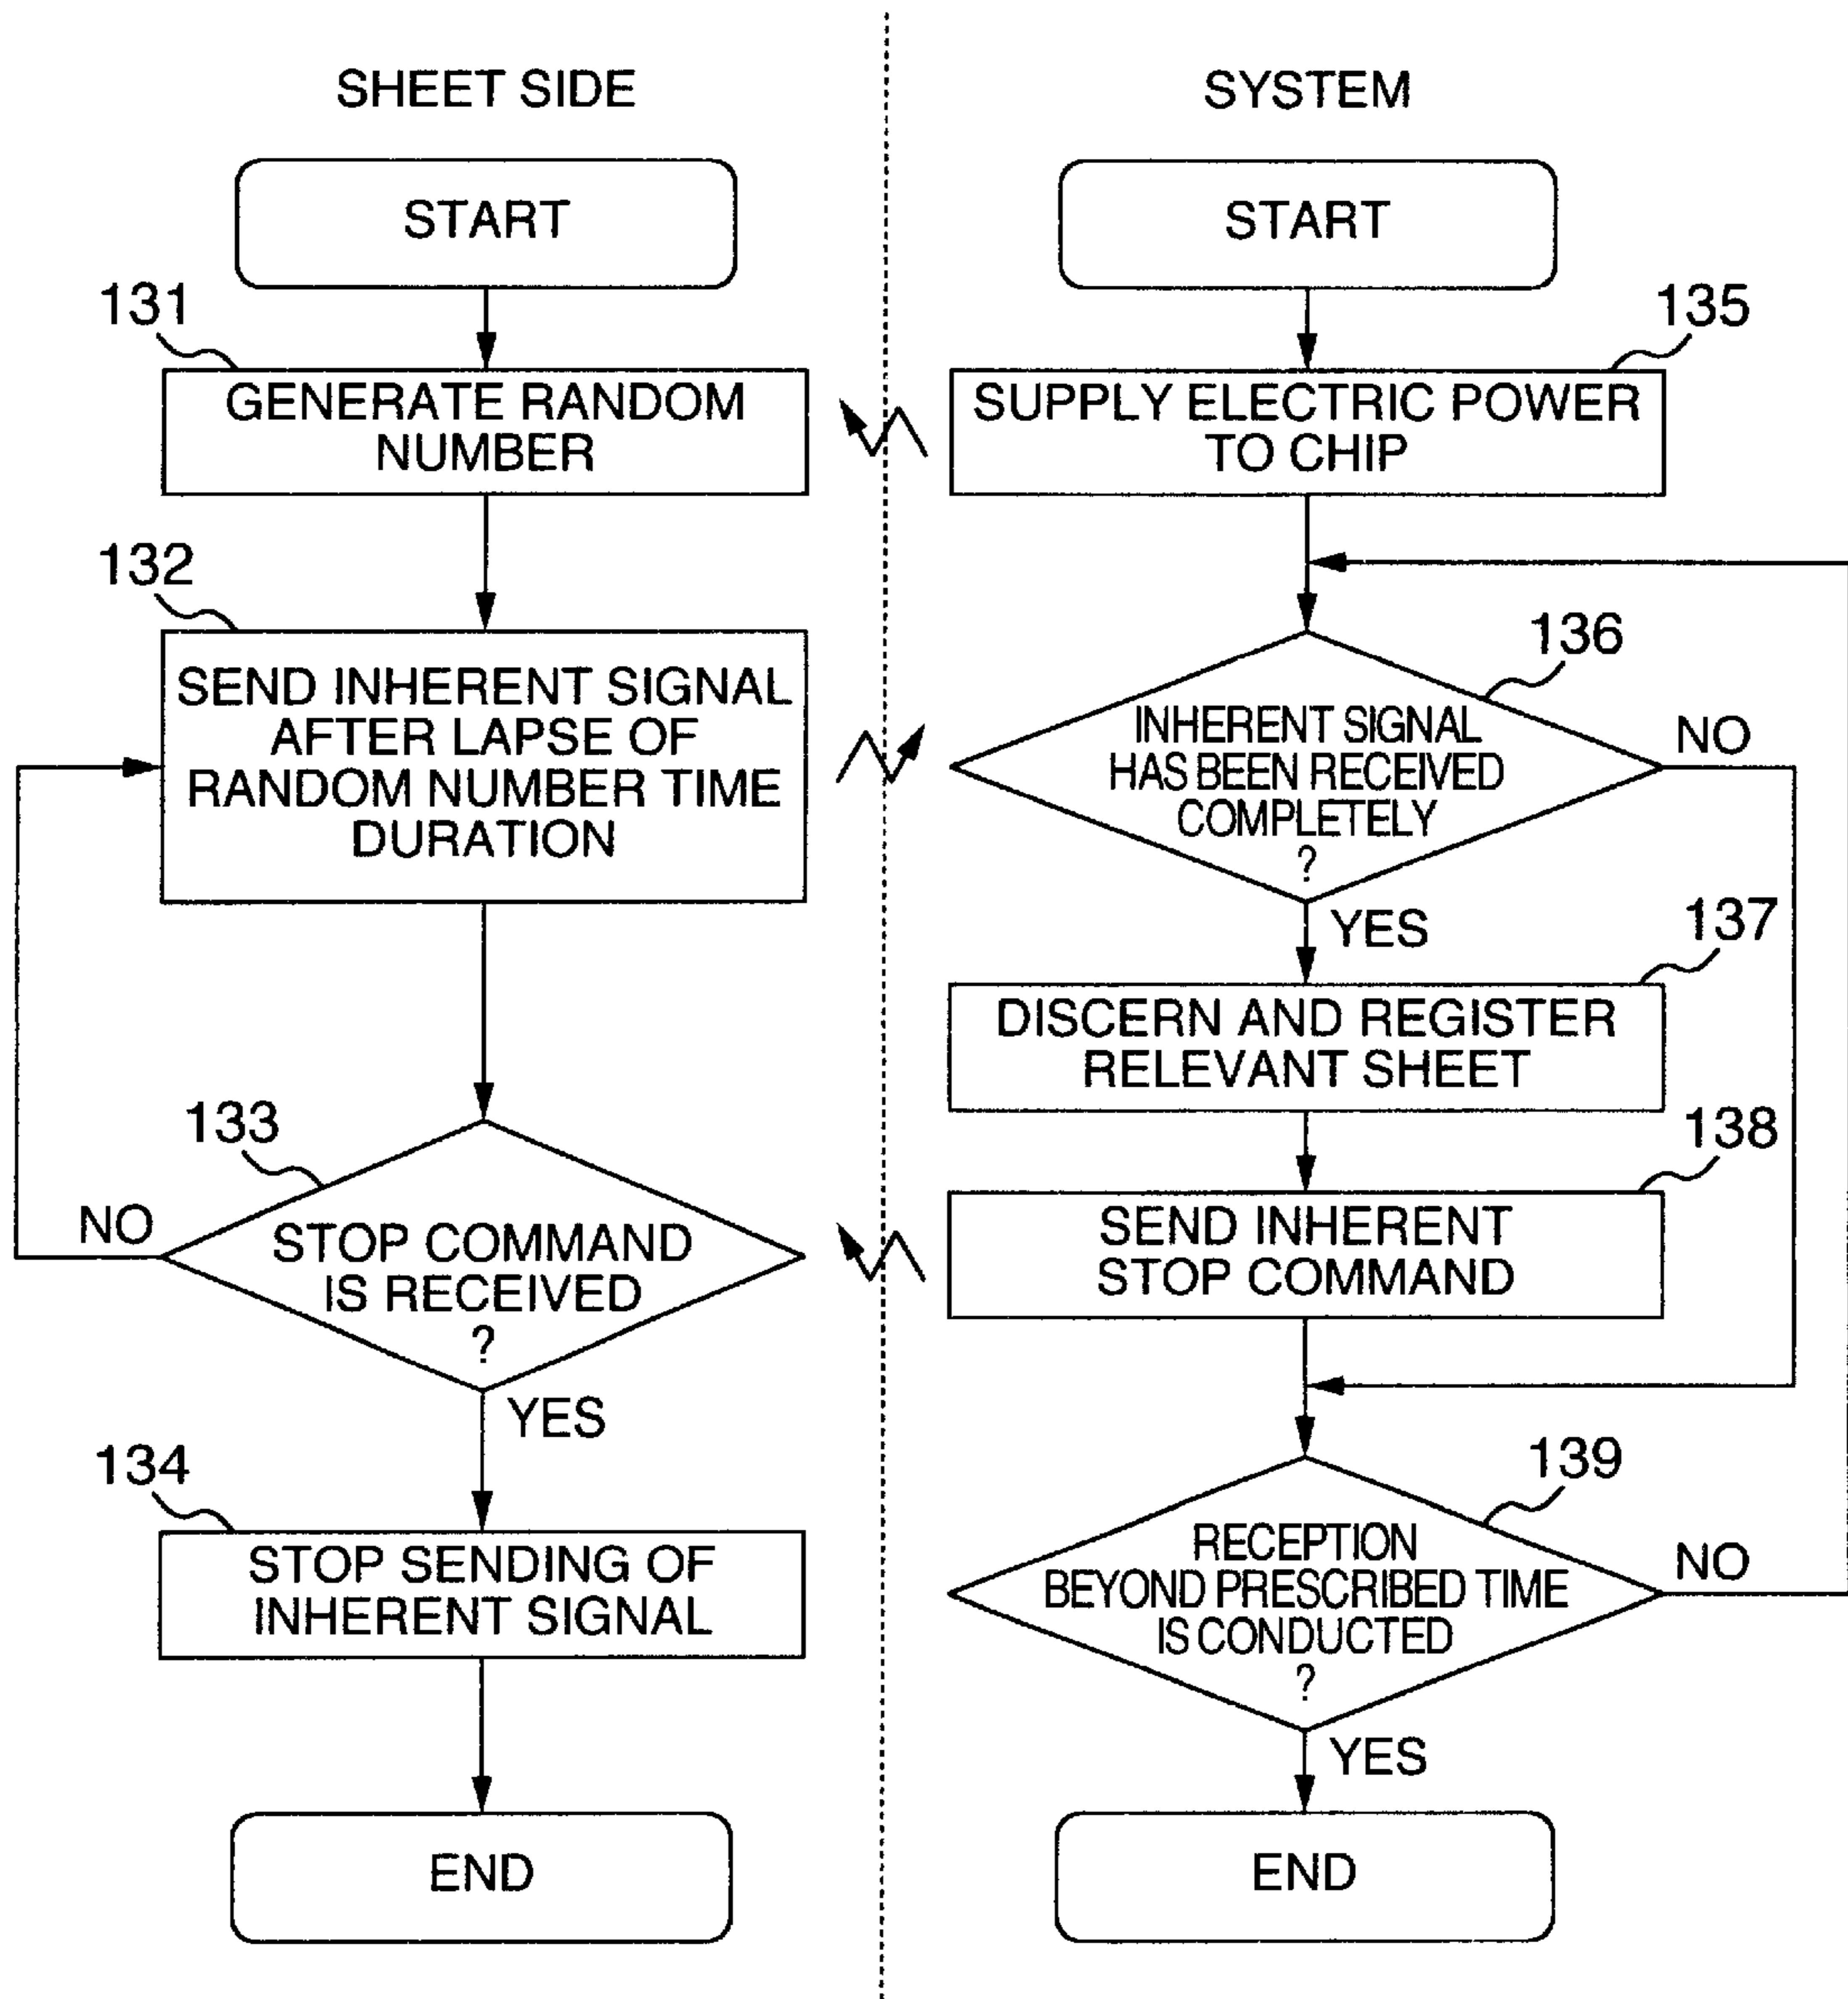 SHEET SIDE
START
131
GENERATE RANDOM
NUMBER
132
SEND INHERENT SIGNAL
AFTER LAPSE OF
RANDOM NUMBER TIME
DURATION
133
NO
STOP COMMAND
IS RECEIVED
?
YES
134
STOP SENDING OF
INHERENT SIGNAL
END
SYSTEM
START
135
SUPPLY ELECTRIC POWER
TO CHIP
136
INHERENT SIGNAL
HAS BEEN RECEIVED
COMPLETELY
?
NO
YES
137
DISCERN AND REGISTER
RELEVANT SHEET
138
SEND INHERENT
STOP COMMAND
139
RECEPTION
BEYOND PRESCRIBED TIME
IS CONDUCTED
?
NO
YES
END